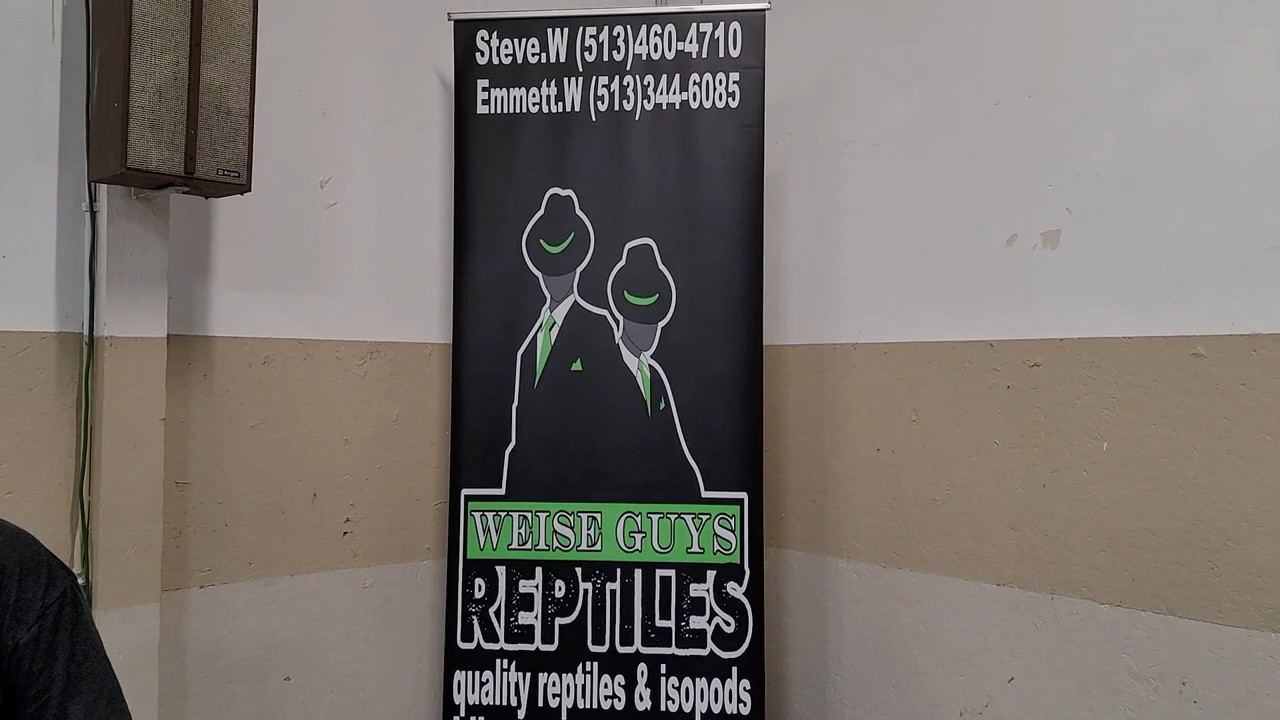 Steve.W (513)460-4710
Emmett.W (513)344-6085
WEISE GUYS
REPTILES
quality reptiles & isopods